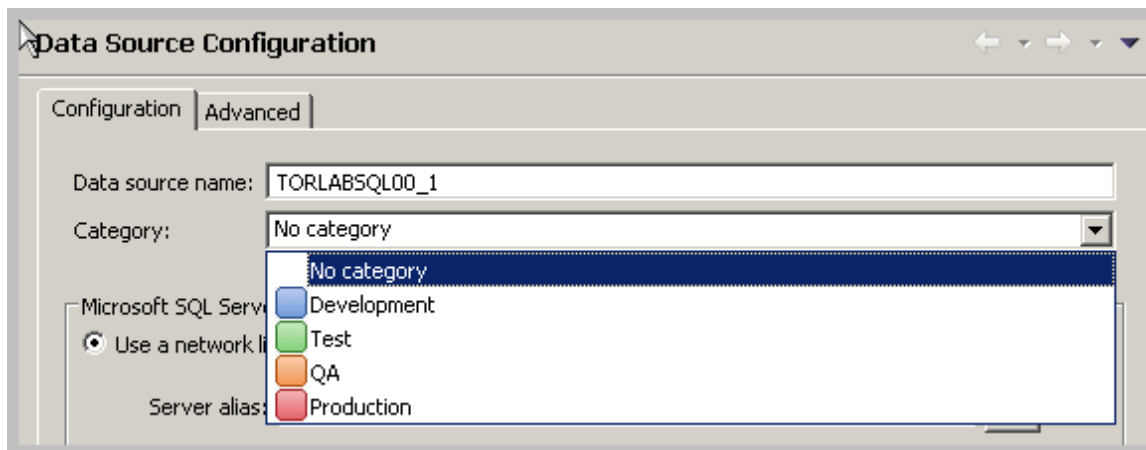 Data Source Configuration
Configuration Advanced
Data source name: TORLABSQL00_1
Category: No category
No category
Development
Microsoft SQL Serv
Test
Use a network li
QA
Server alias: Production